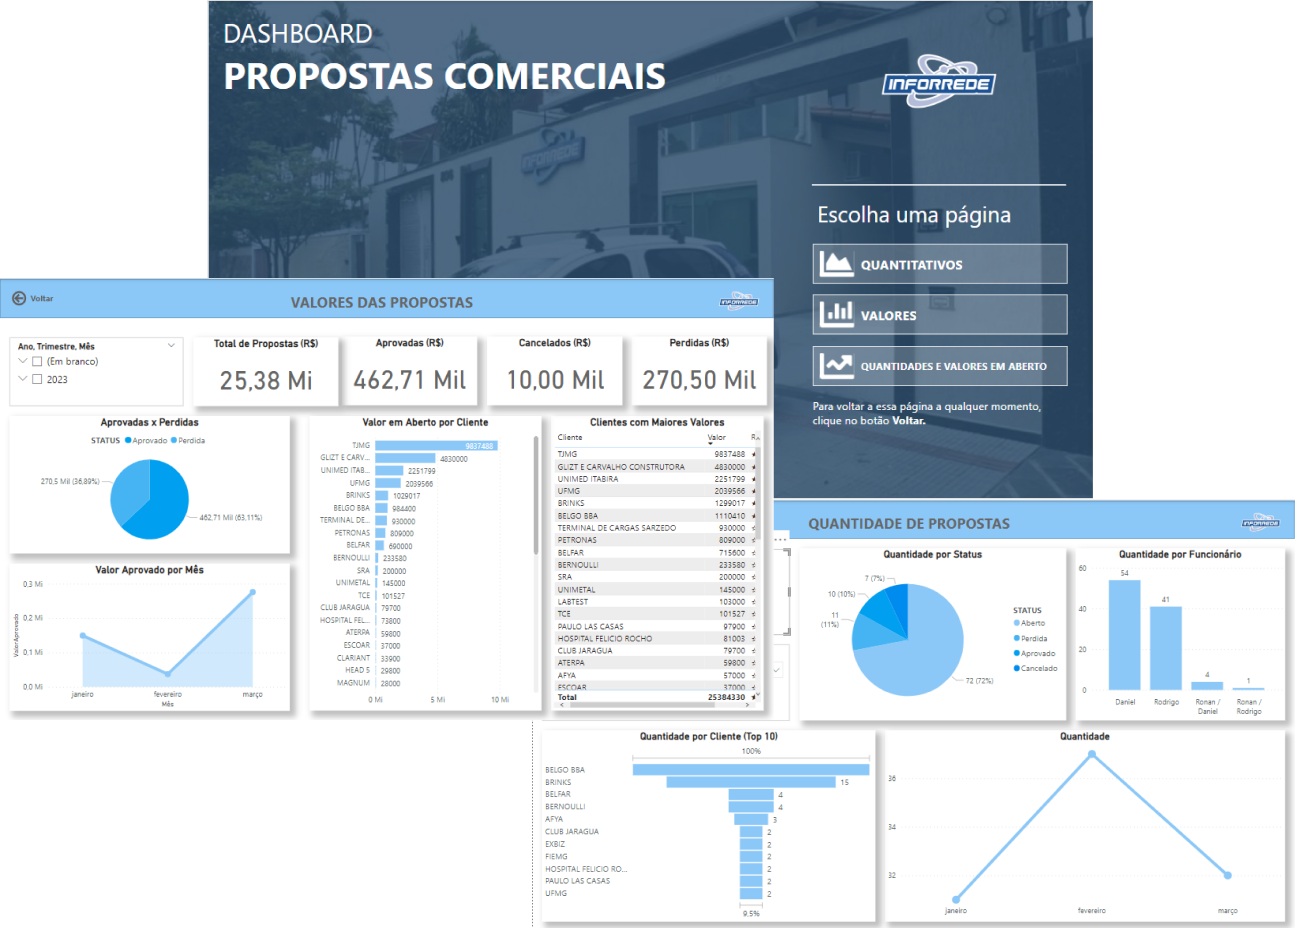 DASHBOARD
PROPOSTAS COMERCIAIS
INFORREDE
INFORREDE
Escolha uma página
QUANTITATIVOS
VALORES
QUANTIDADES E VALORES EM ABERTO
Para voltar a essa página a qualquer momento,
clique no botão Voltar.
Voltar
VALORES DAS PROPOSTAS
INFORREDE
Ano, Trimestre, Mês
(Em branco)
2023
Total de Propostas (R$)
25,38 Mi
Aprovadas (R$)
462,71 Mil
Cancelados (R$)
10,00 Mil
Perdidas (R$)
270,50 Mil
Aprovadas x Perdidas
STATUS Aprovado Perdida
270,5 Mil (36,89%)
462,71 Mil (63,11%)
Valor Aprovado por Mês
ValorAprovado
0.3 Mi
0.2 Mi
0.1 Mi
0.0 Mi
janeiro fevereiro março
Mês
Valor em Aberto por Cliente
TJMG 9837488
GLIZT E CARV... 4830000
UNIMED ITAB... 2251799
UFMG 2039566
BRINKS 1029017
BELGO BBA 984400
TERMINAL DE... 930000
PETRONAS 809000
BELFAR 690000
BERNOULLI 233580
SRA 200000
UNIMETAL 145000
TCE 101527
CLUB JARAGUA 79700
HOSPITAL FEL... 73800
ATERPA 59800
ESCOAR 37000
CLARIANT 33900
HEAD S 29800
MAGNUM 28000
0 Mi 5 Mi 10 Mi
Clientes com Maiores Valores
Cliente Valor R
TJMG 9837488
GLIZT E CARVALHO CONSTRUTORA 4830000
UNIMED ITABIRA 2251799
UFMG 2039566
BRINKS 1299017
BELGO BBA 1110410
TERMINAL DE CARGAS SARZEDO 930000
PETRONAS 809000
BELFAR 715600
BERNOULLI 233580
SRA 200000
UNIMETAL 145000
LABTEST 103000
TCE 101527
PAULO LAS CASAS 97900
HOSPITAL FELICIO ROCHO 81003
CLUB JARAGUA 79700
ATERPA 59800
AFYA 57000
ESCOAR 37000
Total 25384330
QUANTIDADE DE PROPOSTAS
INFORREDE
Quantidade por Status
7 (7%)
10 (10%)
11
(11%)
72 (72%)
STATUS
Aberto
Perdida
Aprovado
Cancelado
Quantidade por Funcionário
60
40
20
0
54
41
4
1
Daniel Rodrigo Ronan / Daniel Ronan / Rodrigo
Quantidade por Cliente (Top 10)
100%
BELGO BBA
BRINKS 15
BELFAR 4
BERNOULLI 4
AFYA 3
CLUB JARAGUA 2
EXBIZ 2
FIEMG 2
HOSPITAL FELICIO RO... 2
PAULO LAS CASAS 2
UFMG 2
9,5%
Quantidade
36
34
32
janeiro fevereiro março